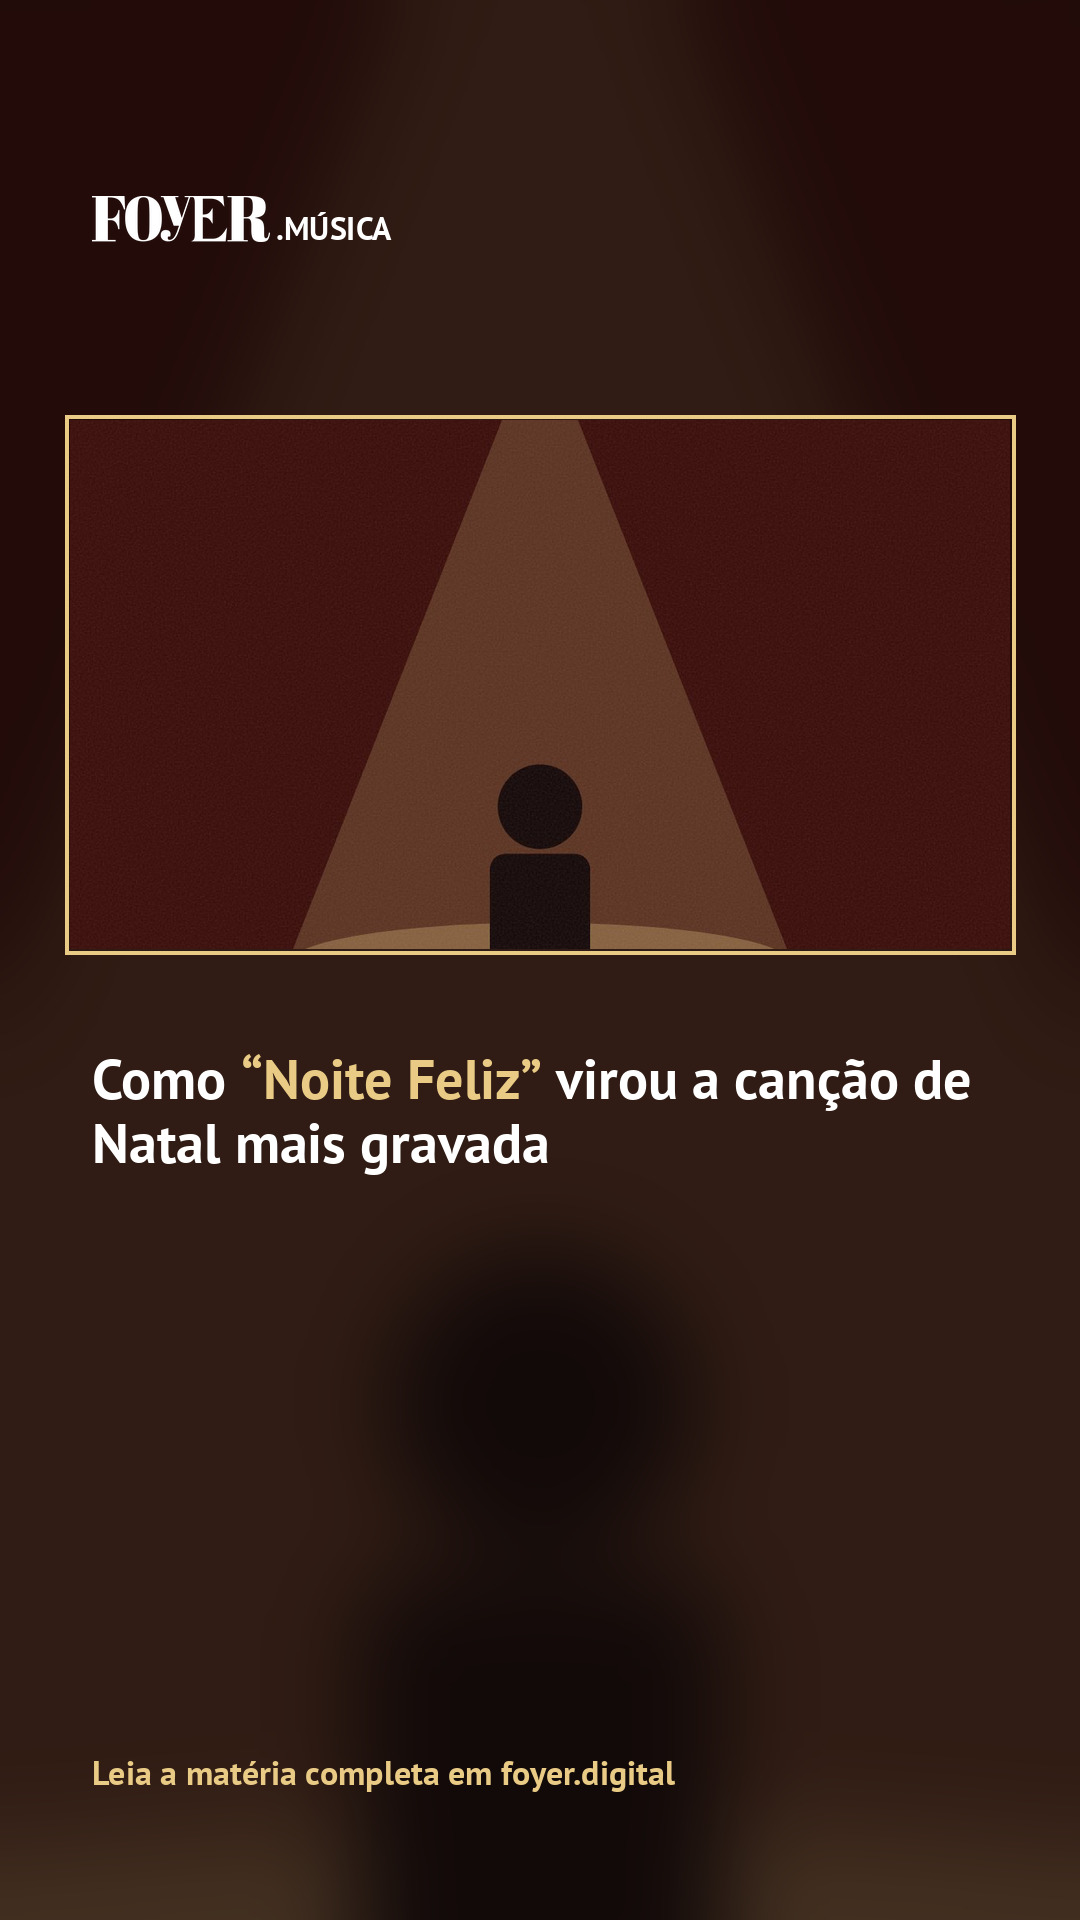 FOYER .MÚSICA
Como “Noite Feliz” virou a canção de
Natal mais gravada
Leia a matéria completa em foyer.digital